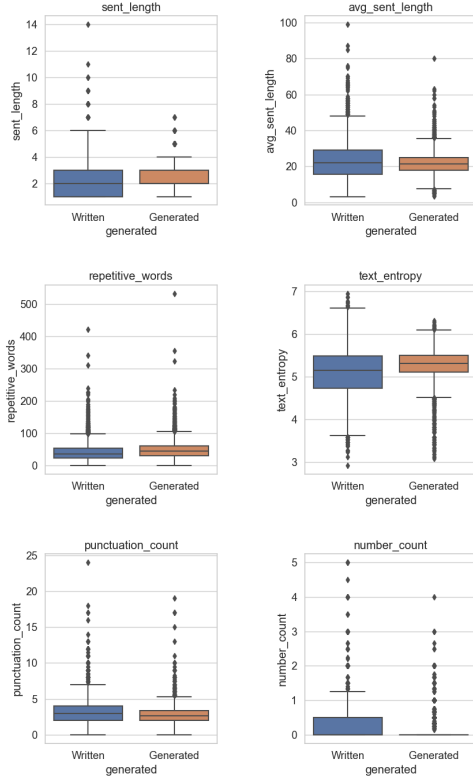 sent_length
avg_sent_length
14
12
10
8
6
4
2
sent_length
Written
Generated
generated
100
80
60
40
20
0
avg_sent_length
Written
Generated
generated
repetitive_words
text_entropy
500
400
300
200
100
0
repetitive_words
Written
Generated
generated
7
6
5
4
3
text_entropy
Written
Generated
generated
punctuation_count
number_count
25
20
15
10
5
0
punctuation_count
Written
Generated
generated
5
4
3
2
1
0
number_count
Written
Generated
generated